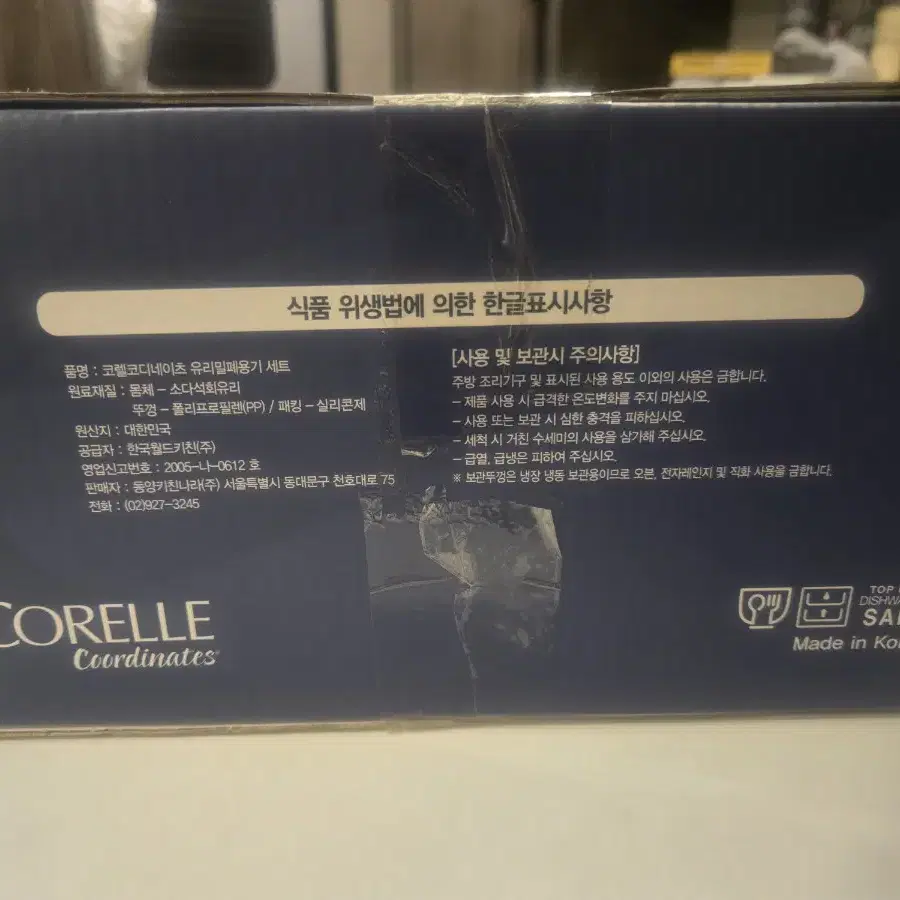 식품 위생법에 의한 한글표시사항
품명 : 코렐코디네이츠 유리밀폐용기 세트
원료재질 : 몸체 - 소다석회유리
뚜껑 - 폴리프로필렌(PP) / 패킹 - 실리콘제
원산지 : 대한민국
공급자 : 한국월드키친(주)
영업신고번호 : 2005-나-0612 호
판매자 : 동양키친나라(주) 서울특별시 동대문구 천호대로 75
전화 : (02)927-3245
[사용 및 보관시 주의사항]
주방 조리기구 및 표시된 사용 용도 이외의 사용은 금합니다.
- 제품 사용 시 급격한 온도변화를 주지 마십시오.
- 사용 또는 보관 시 심한 충격을 피하십시오.
- 세척 시 거친 수세미의 사용을 삼가해 주십시오.
- 급열, 급냉은 피하여 주십시오.
※ 보관뚜껑은 냉장 냉동 보관용이므로 오븐, 전자레인지 및 직화 사용을 금합니다.
CORELLE
Coordinates
TOP
DISHWA
SA
Made in Ko